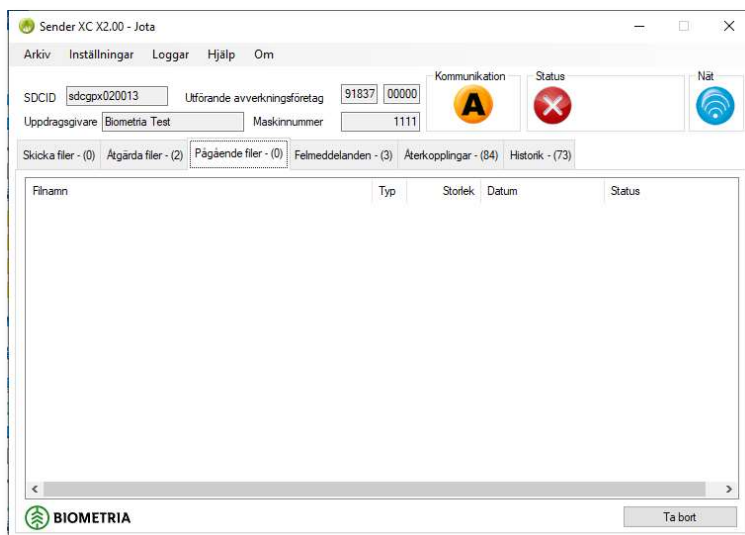 Sender XC X2.00 - Jota
Arkiv Inställningar Loggar Hjälp Om
Kommunikation Status Nät
SDCID sdcgpx020013 Utförande avverkningsföretag 91837 00000
A
Uppdragsgivare Biometria Test Maskinnummer 1111
Skicka filer - (0) Åtgärda filer - (2) Pågående filer - (0) Felmeddelanden - (3) Återkopplingar - (84) Historik - (73)
Filnamn Typ Storlek Datum Status
BIOMETRIA Ta bort